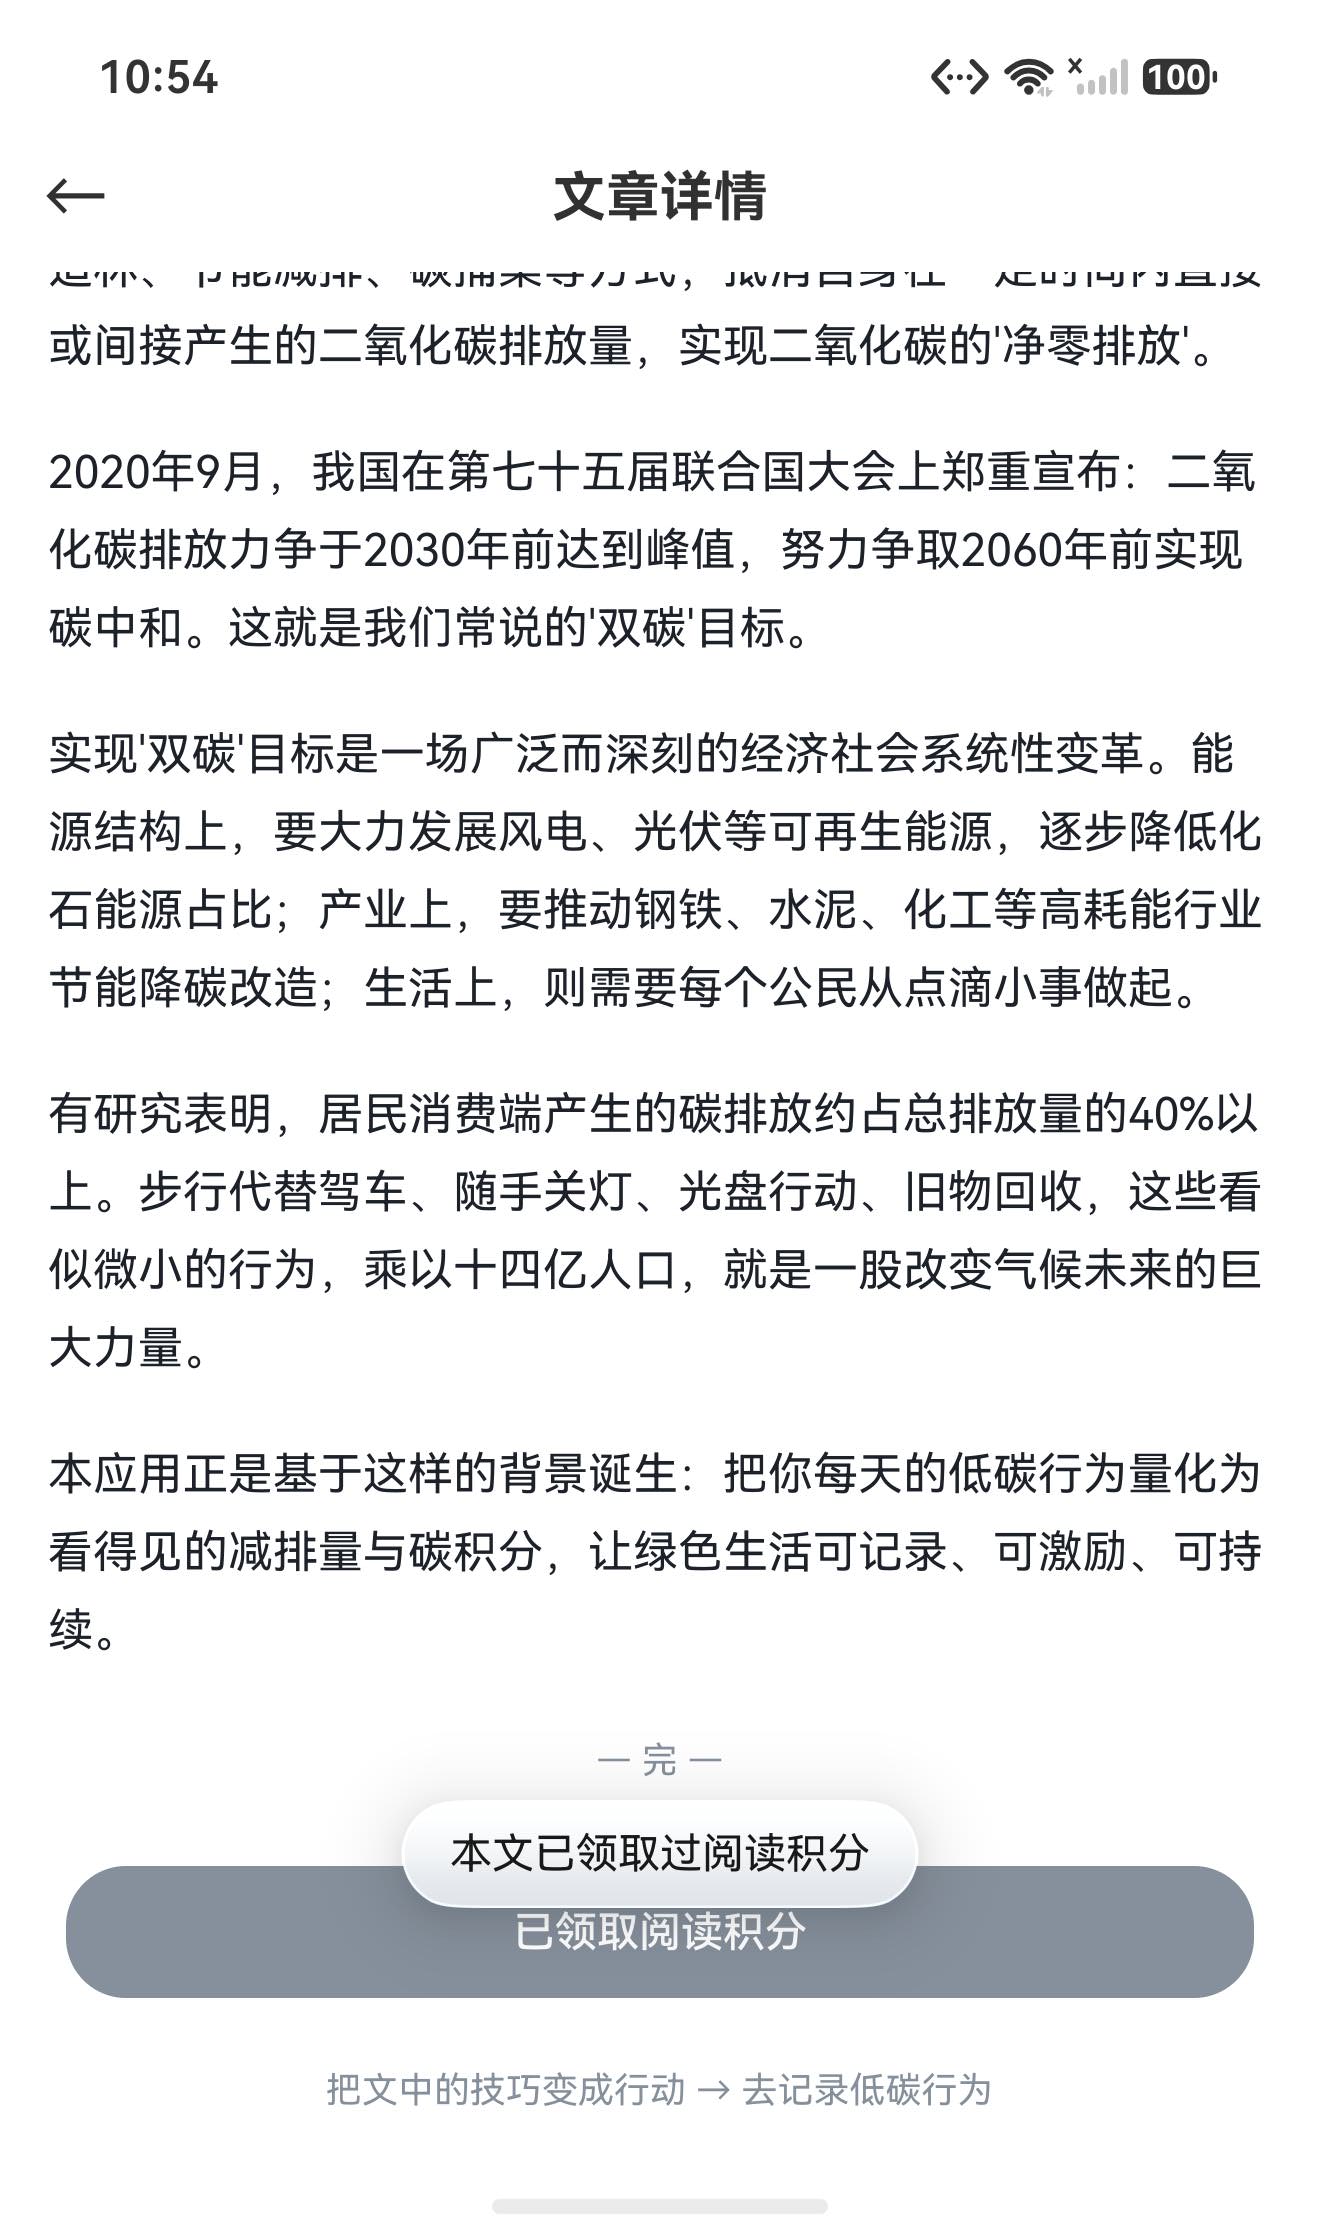 10:54
100
文章详情
或间接产生的二氧化碳排放量，实现二氧化碳的'净零排放'。
2020年9月，我国在第七十五届联合国大会上郑重宣布：二氧
化碳排放力争于2030年前达到峰值，努力争取2060年前实现
碳中和。这就是我们常说的'双碳'目标。
实现'双碳'目标是一场广泛而深刻的经济社会系统性变革。能
源结构上，要大力发展风电、光伏等可再生能源，逐步降低化
石能源占比；产业上，要推动钢铁、水泥、化工等高耗能行业
节能降碳改造；生活上，则需要每个公民从点滴小事做起。
有研究表明，居民消费端产生的碳排放约占总排放量的40%以
上。步行代替驾车、随手关灯、光盘行动、旧物回收，这些看
似微小的行为，乘以十四亿人口，就是一股改变气候未来的巨
大力量。
本应用正是基于这样的背景诞生：把你每天的低碳行为量化为
看得见的减排量与碳积分，让绿色生活可记录、可激励、可持
续。
— 完 —
本文已领取过阅读积分
已领取阅读积分
把文中的技巧变成行动 → 去记录低碳行为